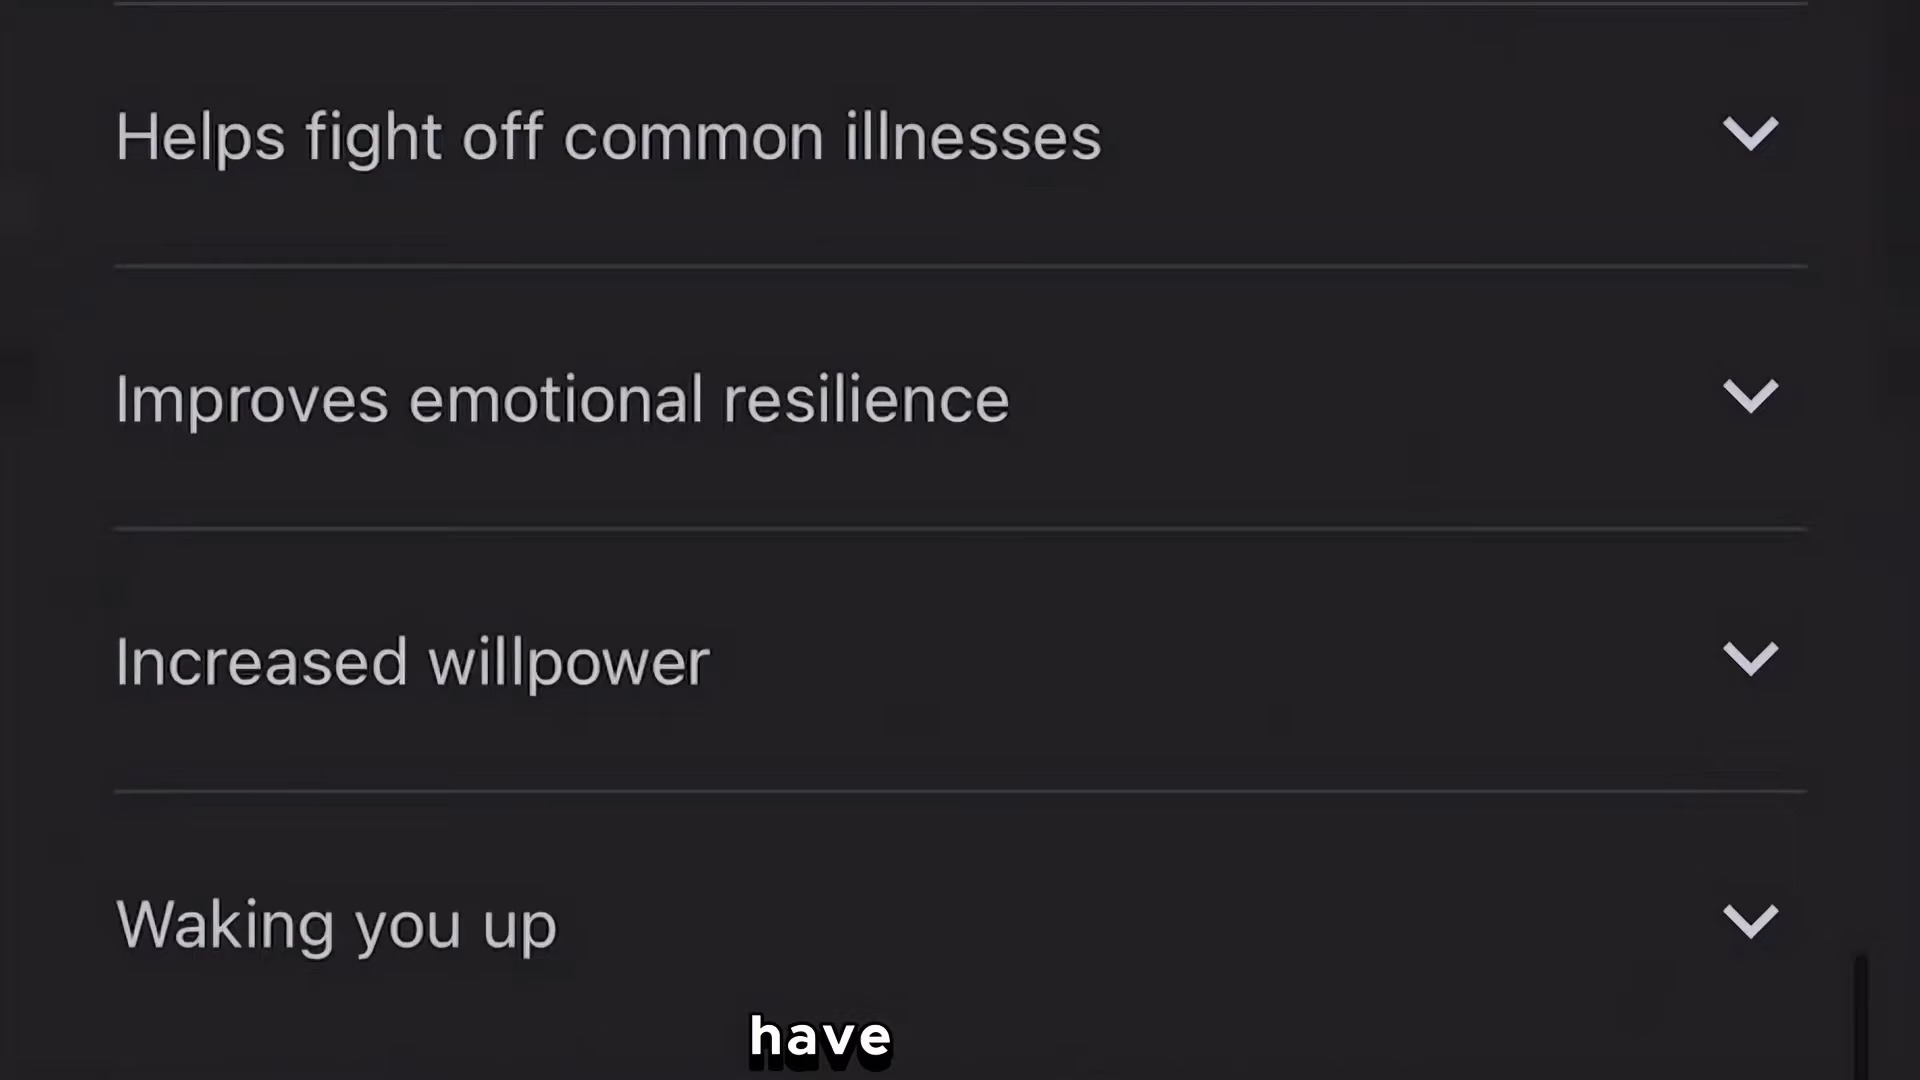 Helps fight off common illnesses
Improves emotional resilience
Increased willpower
Waking you up
have